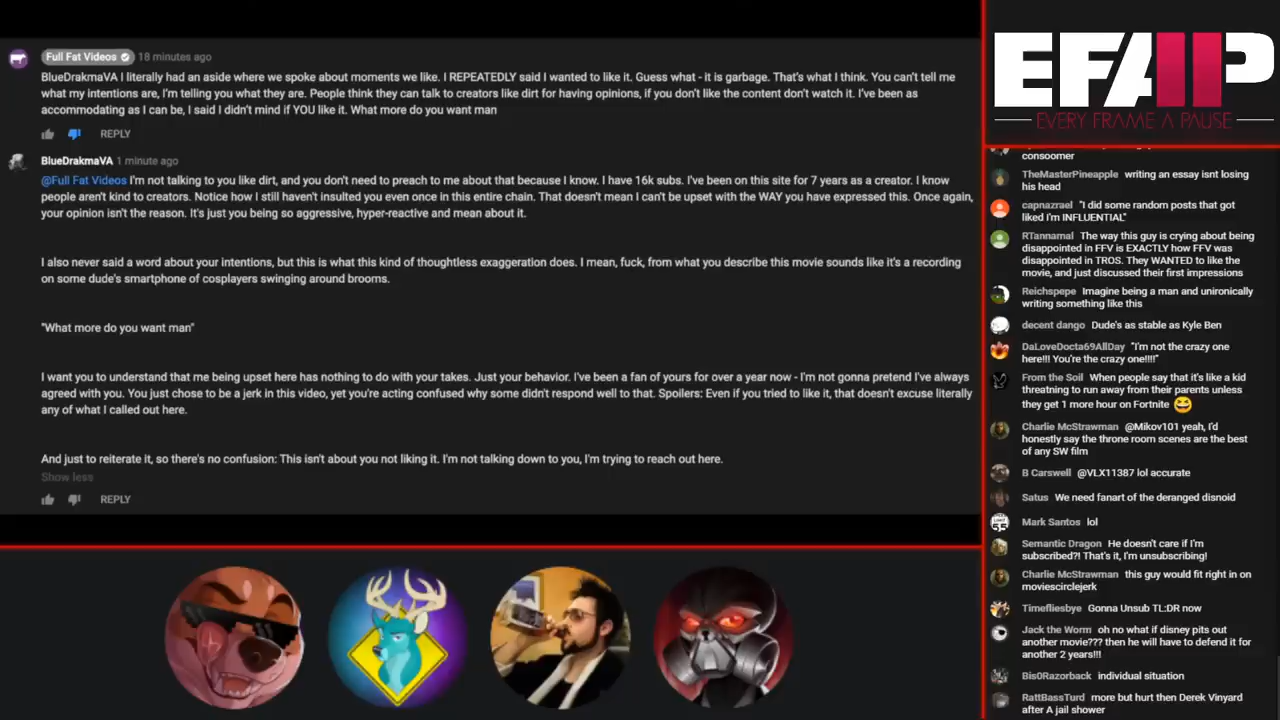 Full Fat Videos 18 minutes ago
BlueDrakmaVA I literally had an aside where we spoke about moments we like. I REPEATEDLY said I wanted to like it. Guess what - it is garbage. That's what I think. You can't tell me
what my intentions are, I'm telling you what they are. People think they can talk to creators like dirt for having opinions, if you don't like the content don't watch it. I've been as
accommodating as I can be, I said I didn't mind if YOU like it. What more do you want man
REPLY
BlueDrakmaVA 1 minute ago
@Full Fat Videos I'm not talking to you like dirt, and you don't need to preach to me about that because I know. I have 16k subs. I've been on this site for 7 years as a creator. I know
people aren't kind to creators. Notice how I still haven't insulted you even once in this entire chain. That doesn't mean I can't be upset with the WAY you have expressed this. Once again,
your opinion isn't the reason. It's just you being so aggressive, hyper-reactive and mean about it.
I also never said a word about your intentions, but this is what this kind of thoughtless exaggeration does. I mean, fuck, from what you describe this movie sounds like it's a recording
on some dude's smartphone of cosplayers swinging around brooms.
"What more do you want man"
I want you to understand that me being upset here has nothing to do with your takes. Just your behavior. I've been a fan of yours for over a year now - I'm not gonna pretend I've always
agreed with you. You just chose to be a jerk in this video, yet you're acting confused why some didn't respond well to that. Spoilers: Even if you tried to like it, that doesn't excuse literally
any of what I called out here.
And just to reiterate it, so there's no confusion: This isn't about you not liking it. I'm not talking down to you, I'm trying to reach out here.
Show less
REPLY
EFAP
EVERY FRAME A PAUSE
consoomer
TheMasterPineapple writing an essay isnt losing
his head
capnazrael "I did some random posts that got
liked I'm INFLUENTIAL"
RTannamal The way this guy is crying about being
disappointed in FFV is EXACTLY how FFV was
disappointed in TROS. They WANTED to like the
movie, and just discussed their first impressions
Reichspepe Imagine being a man and unironically
writing something like this
decent dango Dude's as stable as Kyle Ben
DaLoveDocta69AllDay "I'm not the crazy one
here!!! You're the crazy one!!!!"
From the Soil When people say that it's like a kid
threatning to run away from their parents unless
they get 1 more hour on Fortnite
Charlie McStrawman @Mikov101 yeah, I'd
honestly say the throne room scenes are the best
of any SW film
B Carswell @VLX11387 lol accurate
Satus We need fanart of the deranged disnoid
Mark Santos lol
Semantic Dragon He doesn't care if I'm
subscribed?! That's it, I'm unsubscribing!
Charlie McStrawman this guy would fit right in on
moviescirclejerk
Timefliesbye Gonna Unsub TL:DR now
Jack the Worm oh no what if disney pits out
another movie??? then he will have to defend it for
another 2 years!!!
Bis0Razorback individual situation
RattBassTurd more but hurt then Derek Vinyard
after A jail shower